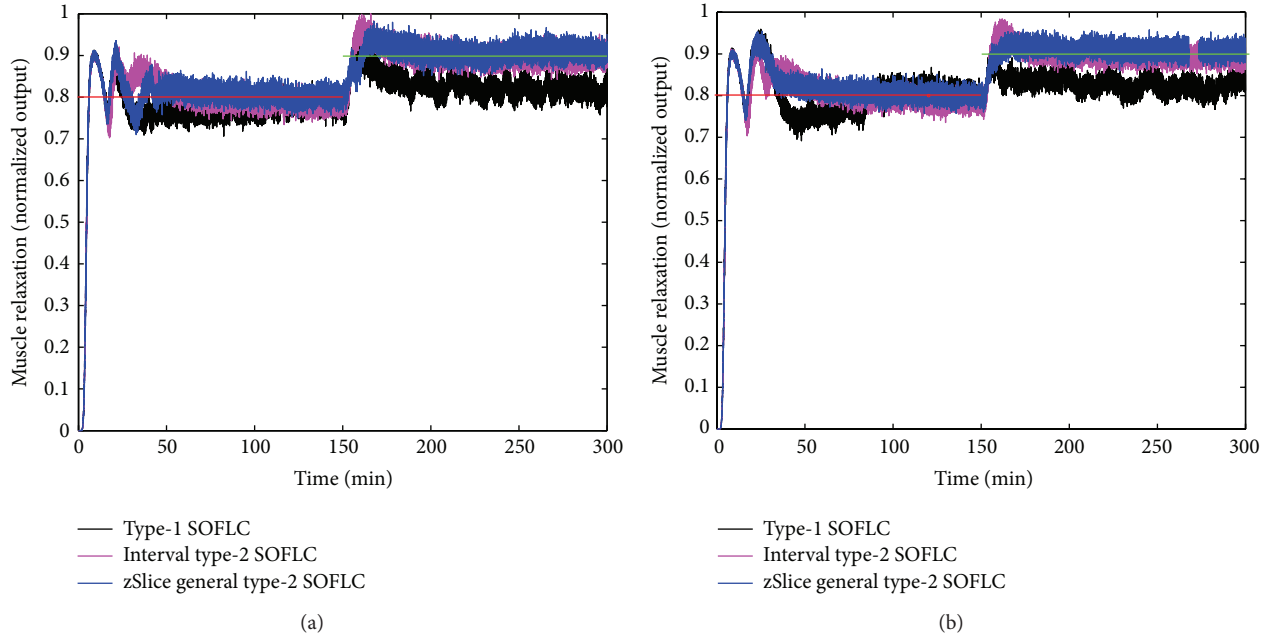 1
0.9
0.8
0.7
0.6
0.5
0.4
0.3
0.2
0.1
0
Muscle relaxation (normalized output)
0 50 100 150 200 250 300
Time (min)
Type-1 SOFLC
Interval type-2 SOFLC
zSlice general type-2 SOFLC
(a)
1
0.9
0.8
0.7
0.6
0.5
0.4
0.3
0.2
0.1
0
Muscle relaxation (normalized output)
0 50 100 150 200 250 300
Time (min)
Type-1 SOFLC
Interval type-2 SOFLC
zSlice general type-2 SOFLC
(b)